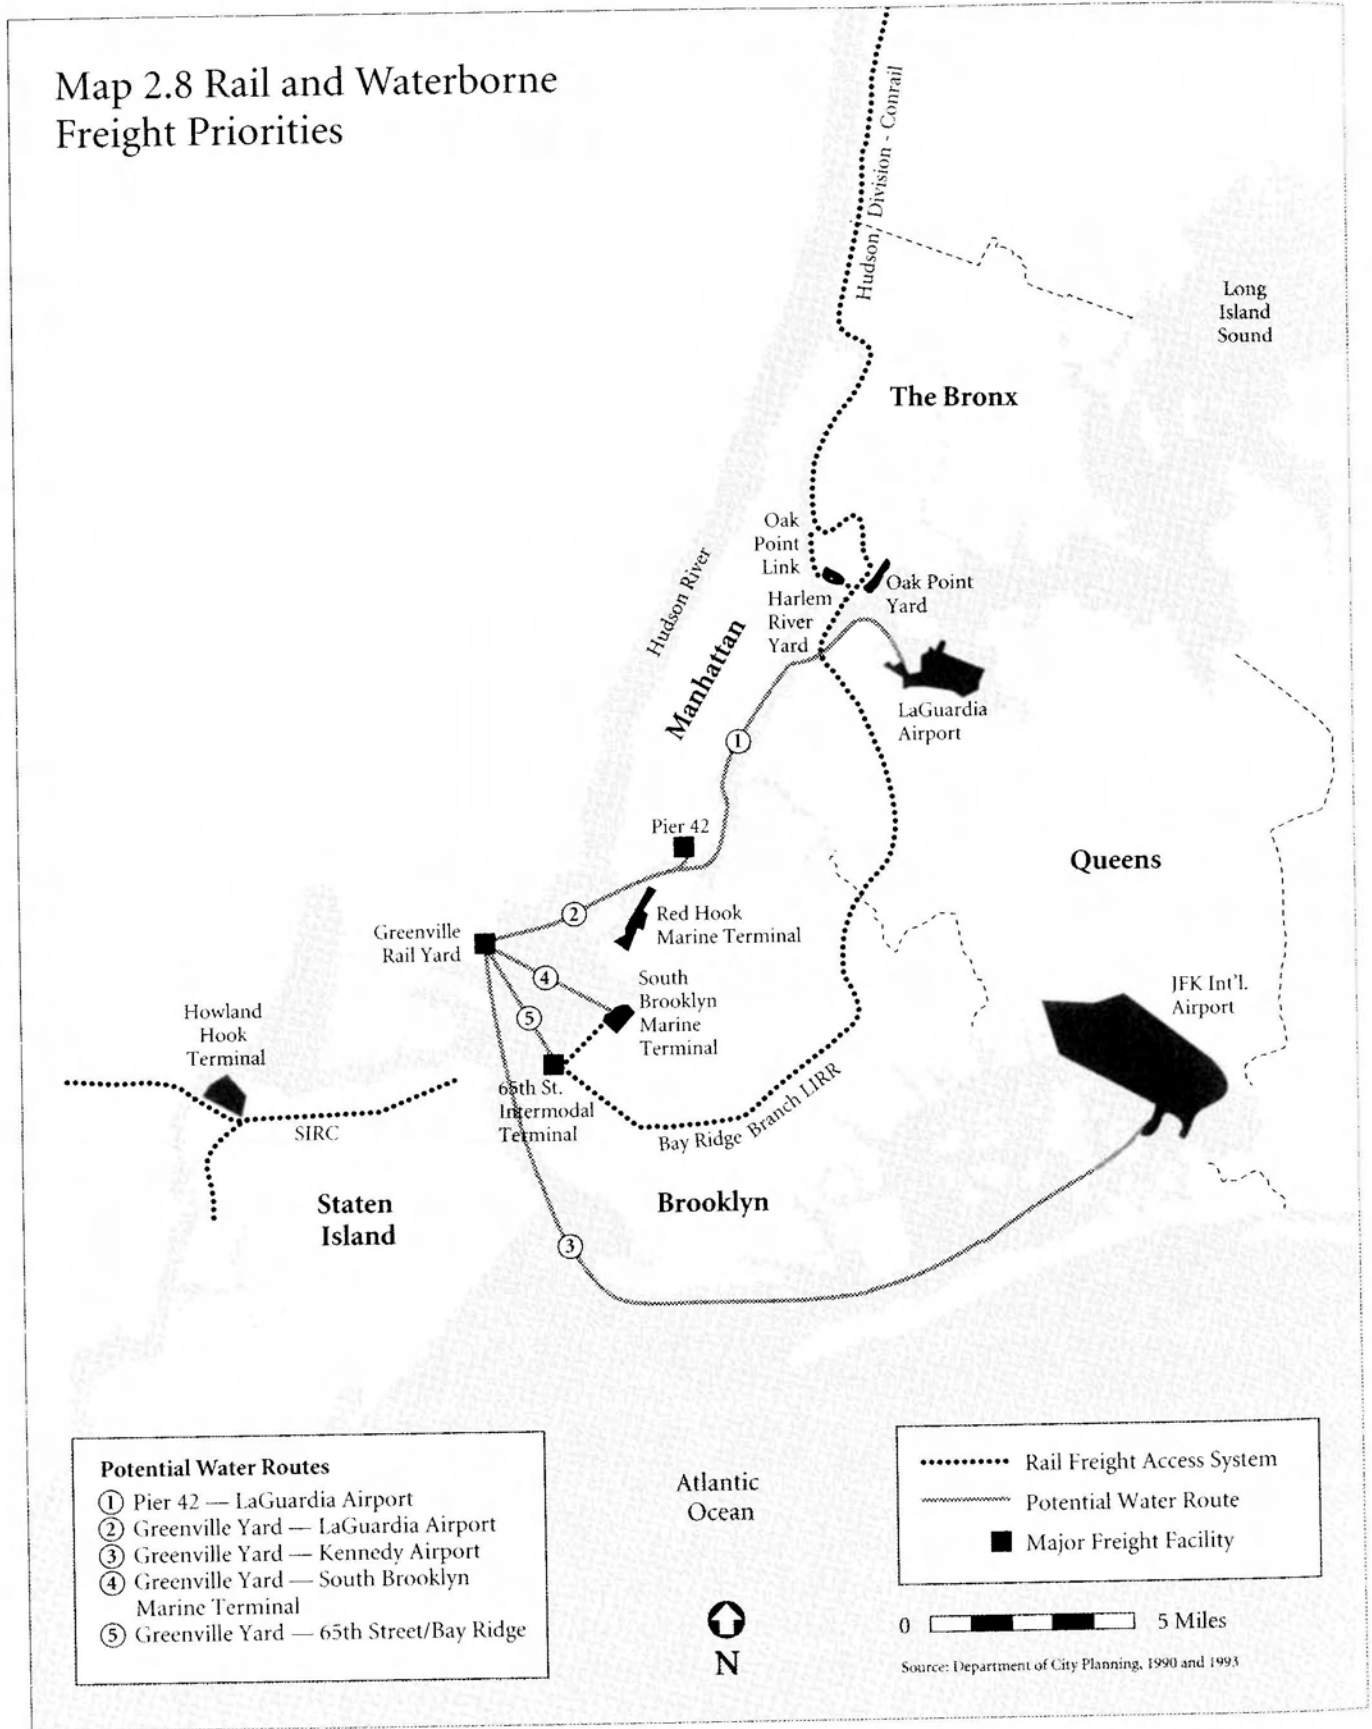 Map 2.8 Rail and Waterborne
Freight Priorities
Hudson Division - Conrail
Long
Island
Sound
The Bronx
Oak
Point
Link
Hudson River
Oak Point
Yard
Harlem
River
Yard
Manhattan
LaGuardia
Airport
1
Pier 42
Queens
2
Red Hook
Marine Terminal
Greenville
Rail Yard
4
South
Brooklyn
Marine
Terminal
JFK Int'l.
Airport
5
Howland
Hook
Terminal
65th St.
Intermodal
Terminal
SIRC
Bay Ridge Branch LIRR
Staten
Island
Brooklyn
3
Potential Water Routes
1 Pier 42 — LaGuardia Airport
2 Greenville Yard — LaGuardia Airport
3 Greenville Yard — Kennedy Airport
4 Greenville Yard — South Brooklyn
Marine Terminal
5 Greenville Yard — 65th Street/Bay Ridge
Atlantic
Ocean
N
Rail Freight Access System
Potential Water Route
Major Freight Facility
0 5 Miles
Source: Department of City Planning, 1990 and 1993